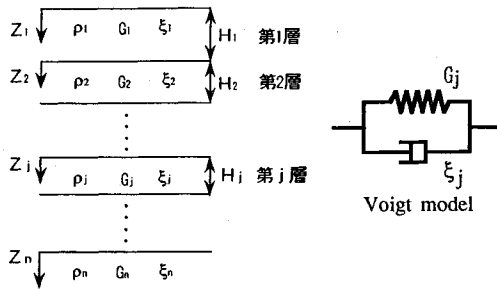 Z1 ρ1 G1 ξ1 H1 第1層
Z2 ρ2 G2 ξ2 H2 第2層
Zj ρj Gj ξj Hj 第j層
Zn ρn Gn ξn
Gj
ξj
Voigt model